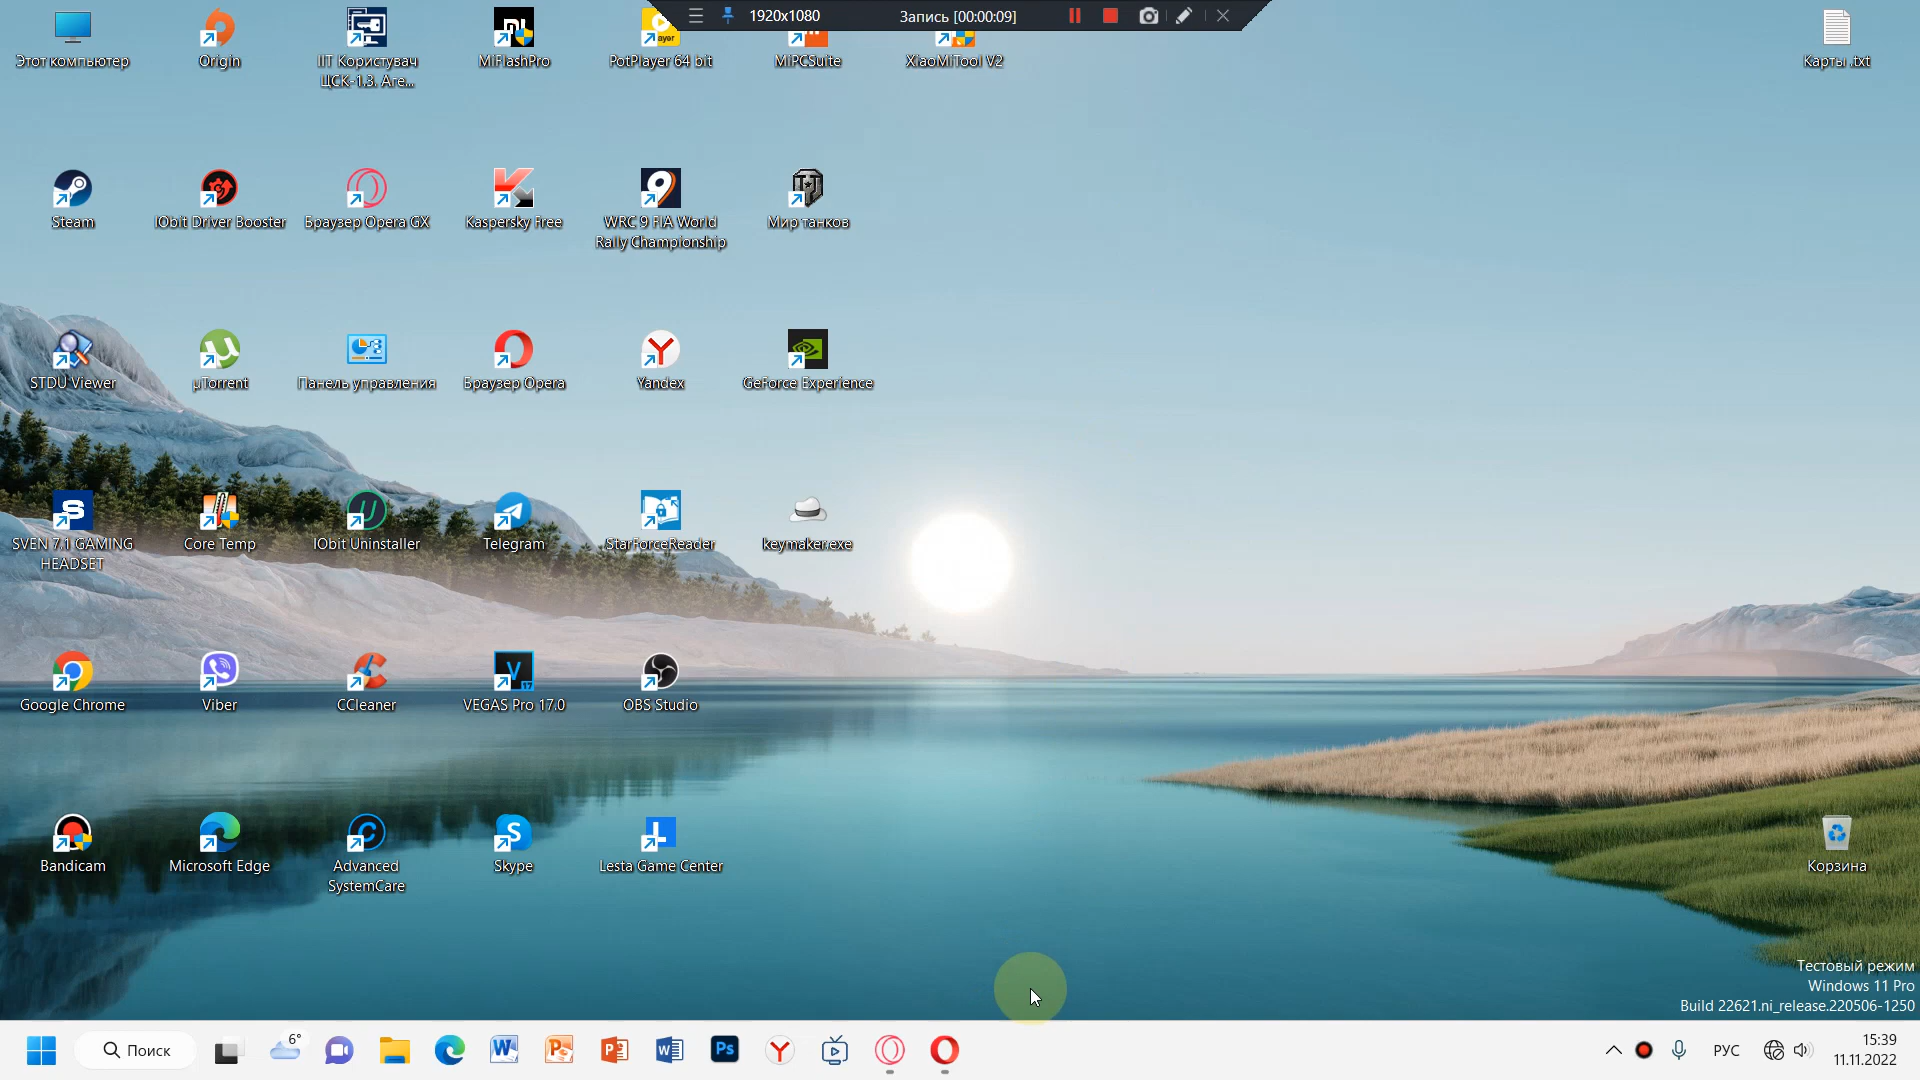 1920x1080 Запись [00:00:09]
Этот компьютер
Origin
IIT Користувач
ЦСК-1.3. Аге...
MiFlashPro
PotPlayer 64 bit
MiPCSuite
XiaoMiTool V2
Карты .txt
Steam
IObit Driver Booster
Браузер Opera GX
Kaspersky Free
WRC 9 FIA World
Rally Championship
Мир танков
STDU Viewer
µTorrent
Панель управления
Браузер Opera
Yandex
GeForce Experience
SVEN 7.1 GAMING
HEADSET
Core Temp
IObit Uninstaller
Telegram
StarForceReader
keymaker.exe
Google Chrome
Viber
CCleaner
VEGAS Pro 17.0
OBS Studio
Bandicam
Microsoft Edge
Advanced
SystemCare
Skype
Lesta Game Center
Корзина
Тестовый режим
Windows 11 Pro
Build 22621.ni_release.220506-1250
Поиск
6°
Ps
РУС
15:39
11.11.2022